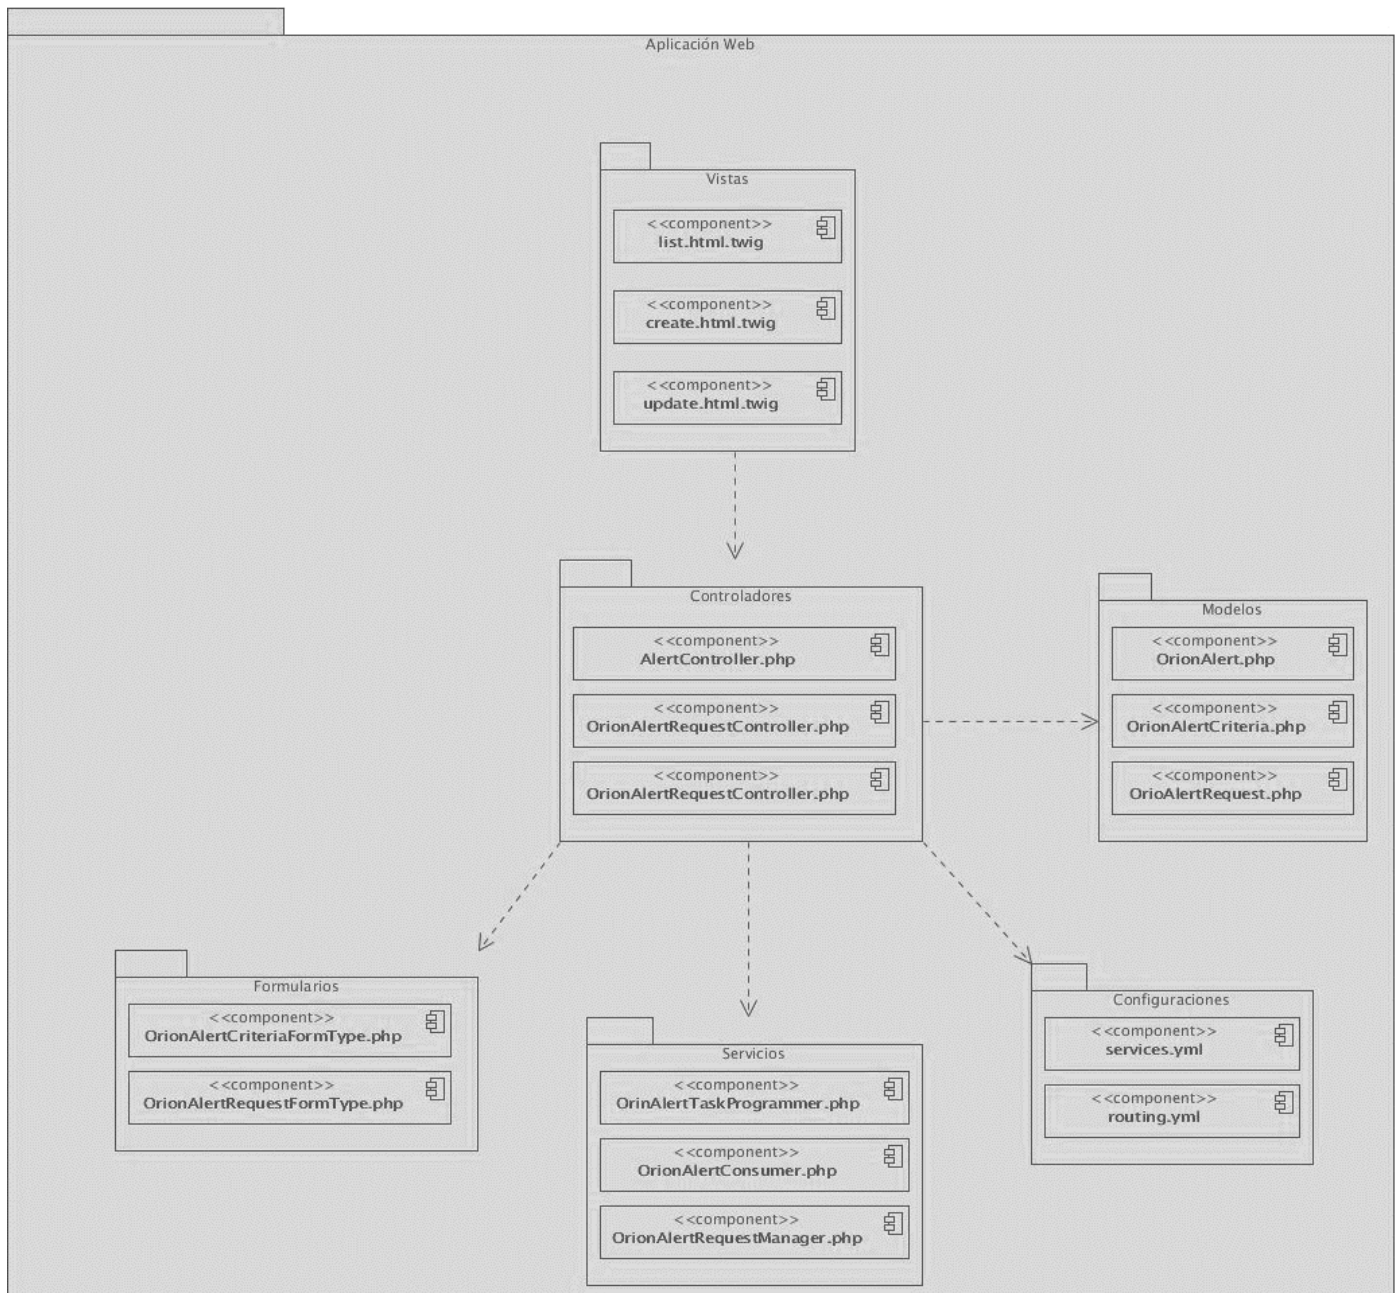 Aplicación Web
Vistas
<<component>>
list.html.twig
<<component>>
create.html.twig
<<component>>
update.html.twig
Controladores
<<component>>
AlertController.php
<<component>>
OrionAlertRequestController.php
<<component>>
OrionAlertRequestController.php
Modelos
<<component>>
OrionAlert.php
<<component>>
OrionAlertCriteria.php
<<component>>
OrioAlertRequest.php
Formularios
<<component>>
OrionAlertCriteriaFormType.php
<<component>>
OrionAlertRequestFormType.php
Servicios
<<component>>
OrinAlertTaskProgrammer.php
<<component>>
OrionAlertConsumer.php
<<component>>
OrionAlertRequestManager.php
Configuraciones
<<component>>
services.yml
<<component>>
routing.yml